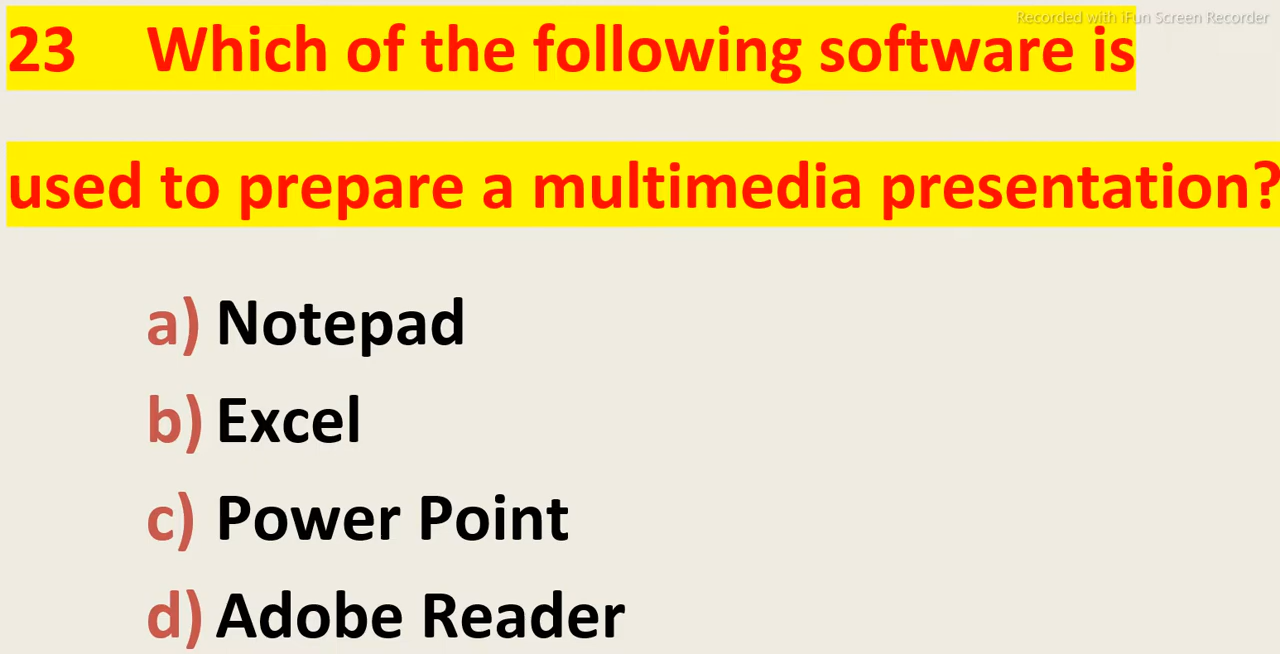 Recorded with iFun Screen Recorder
23 Which of the following software is
used to prepare a multimedia presentation?
a) Notepad
b) Excel
c) Power Point
d) Adobe Reader